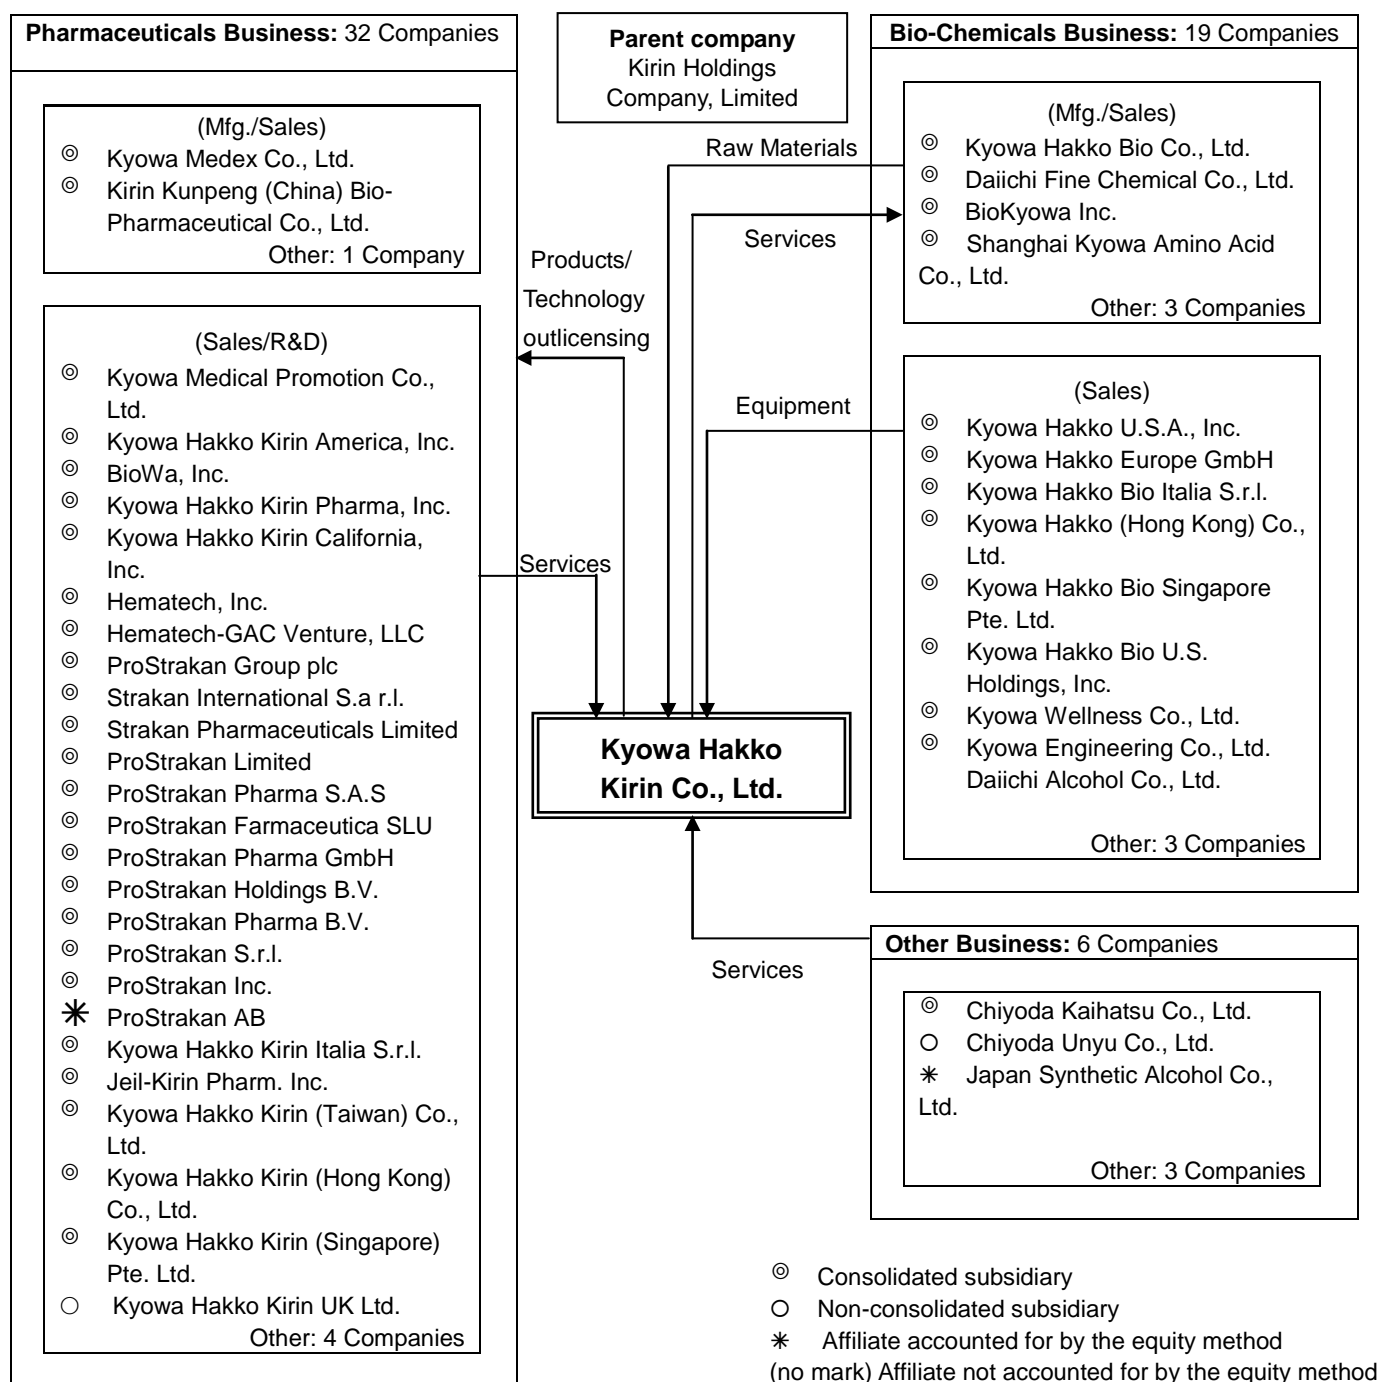 Pharmaceuticals Business: 32 Companies
(Mfg./Sales)
◎ Kyowa Medex Co., Ltd.
◎ Kirin Kunpeng (China) Bio-
Pharmaceutical Co., Ltd.
Other: 1 Company
(Sales/R&D)
◎ Kyowa Medical Promotion Co.,
Ltd.
◎ Kyowa Hakko Kirin America, Inc.
◎ BioWa, Inc.
◎ Kyowa Hakko Kirin Pharma, Inc.
◎ Kyowa Hakko Kirin California,
Inc.
◎ Hematech, Inc.
◎ Hematech-GAC Venture, LLC
◎ ProStrakan Group plc
◎ Strakan International S.a r.l.
◎ Strakan Pharmaceuticals Limited
◎ ProStrakan Limited
◎ ProStrakan Pharma S.A.S
◎ ProStrakan Farmaceutica SLU
◎ ProStrakan Pharma GmbH
◎ ProStrakan Holdings B.V.
◎ ProStrakan Pharma B.V.
◎ ProStrakan S.r.l.
◎ ProStrakan Inc.
✳ ProStrakan AB
◎ Kyowa Hakko Kirin Italia S.r.l.
◎ Jeil-Kirin Pharm. Inc.
◎ Kyowa Hakko Kirin (Taiwan) Co.,
Ltd.
◎ Kyowa Hakko Kirin (Hong Kong)
Co., Ltd.
◎ Kyowa Hakko Kirin (Singapore)
Pte. Ltd.
○ Kyowa Hakko Kirin UK Ltd.
Other: 4 Companies
Parent company
Kirin Holdings
Company, Limited
Raw Materials
Services
Products/
Technology
outlicensing
Equipment
Services
Kyowa Hakko
Kirin Co., Ltd.
Services
Bio-Chemicals Business: 19 Companies
(Mfg./Sales)
◎ Kyowa Hakko Bio Co., Ltd.
◎ Daiichi Fine Chemical Co., Ltd.
◎ BioKyowa Inc.
◎ Shanghai Kyowa Amino Acid
Co., Ltd.
Other: 3 Companies
(Sales)
◎ Kyowa Hakko U.S.A., Inc.
◎ Kyowa Hakko Europe GmbH
◎ Kyowa Hakko Bio Italia S.r.l.
◎ Kyowa Hakko (Hong Kong) Co.,
Ltd.
◎ Kyowa Hakko Bio Singapore
Pte. Ltd.
◎ Kyowa Hakko Bio U.S.
Holdings, Inc.
◎ Kyowa Wellness Co., Ltd.
◎ Kyowa Engineering Co., Ltd.
Daiichi Alcohol Co., Ltd.
Other: 3 Companies
Other Business: 6 Companies
◎ Chiyoda Kaihatsu Co., Ltd.
○ Chiyoda Unyu Co., Ltd.
✳ Japan Synthetic Alcohol Co.,
Ltd.
Other: 3 Companies
◎ Consolidated subsidiary
○ Non-consolidated subsidiary
✳ Affiliate accounted for by the equity method
(no mark) Affiliate not accounted for by the equity method